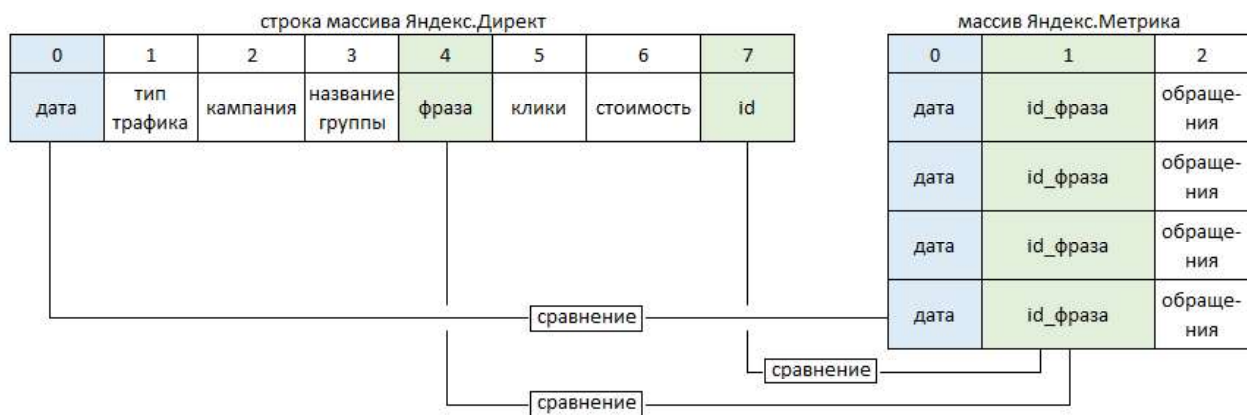 строка массива Яндекс.Директ
массив Яндекс.Метрика
0 1 2 3 4 5 6 7
0 1 2
дата
тип
трафика
кампания
название
группы
фраза
клики
стоимость
id
дата
id_фраза
обраще-
ния
дата
id_фраза
обраще-
ния
дата
id_фраза
обраще-
ния
дата
id_фраза
обраще-
ния
сравнение
сравнение
сравнение